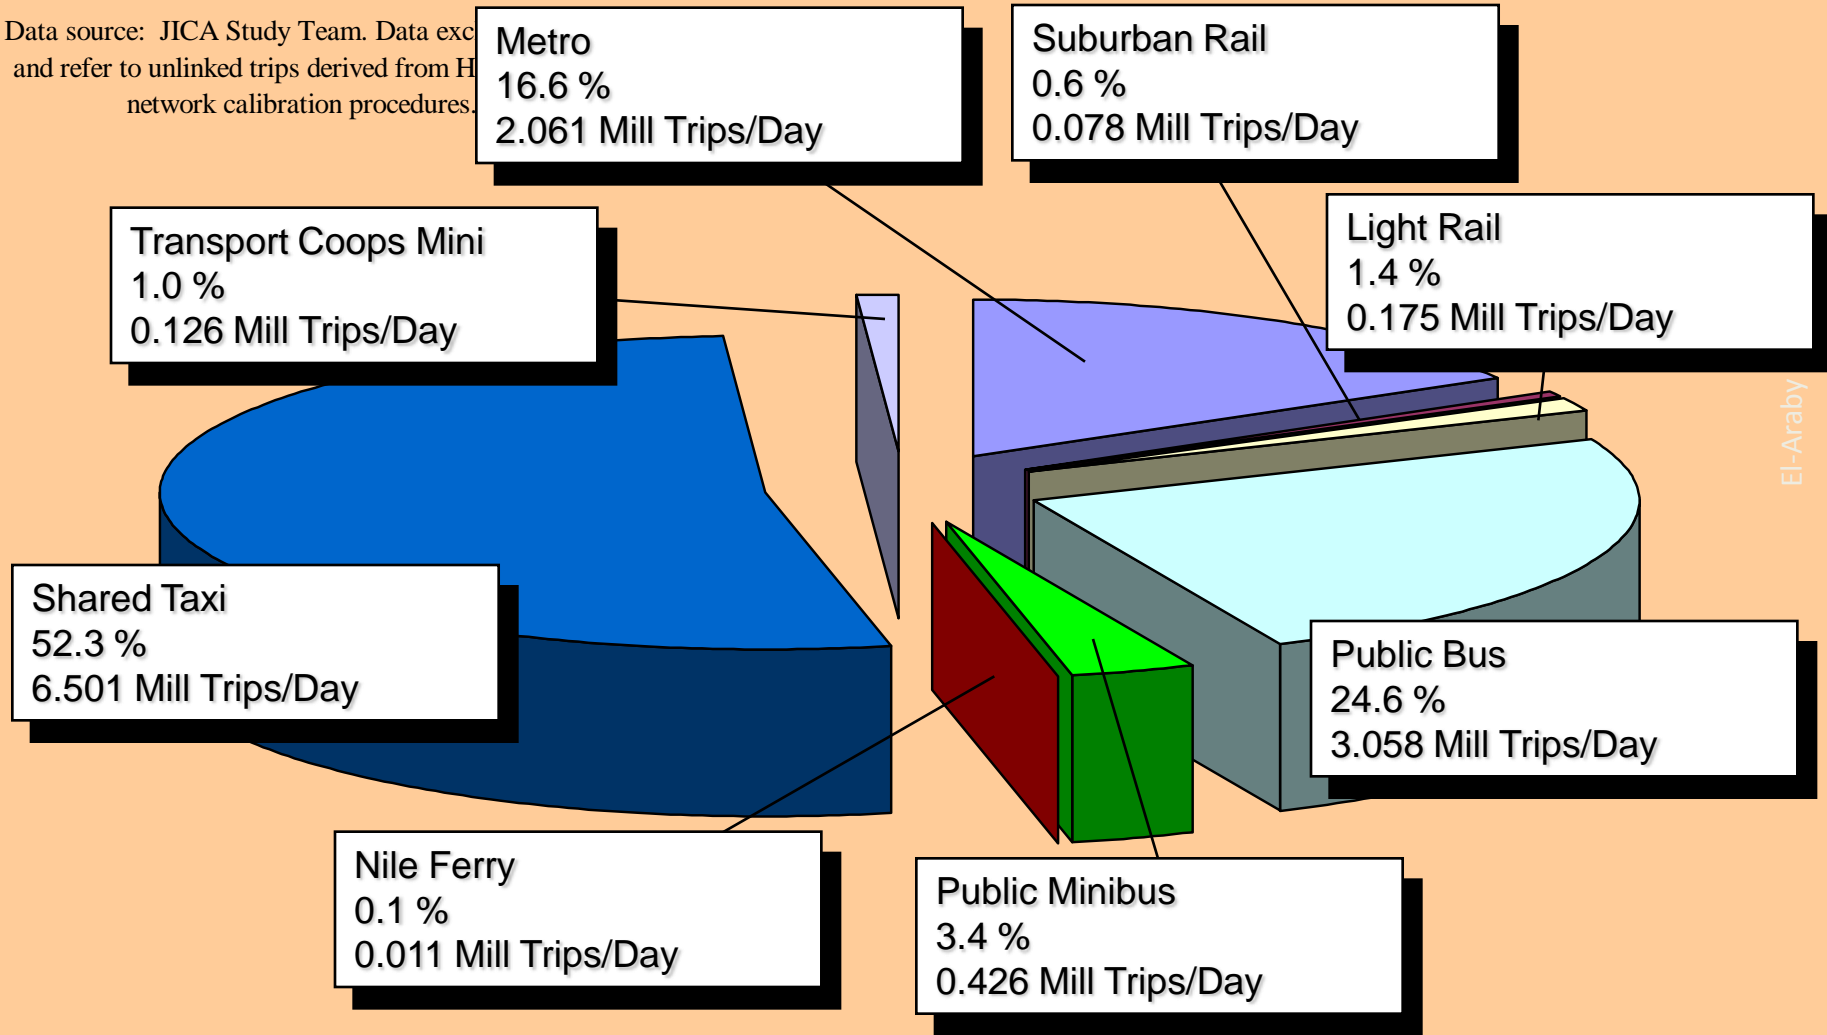 Data source: JICA Study Team. Data
and refer to unlinked trips derived from
network calibration procedures.
Metro
16.6 %
2.061 Mill Trips/Day
Suburban Rail
0.6 %
0.078 Mill Trips/Day
Transport Coops Mini
1.0 %
0.126 Mill Trips/Day
Light Rail
1.4 %
0.175 Mill Trips/Day
El-Araby
Shared Taxi
52.3 %
6.501 Mill Trips/Day
Public Bus
24.6 %
3.058 Mill Trips/Day
Nile Ferry
0.1 %
0.011 Mill Trips/Day
Public Minibus
3.4 %
0.426 Mill Trips/Day